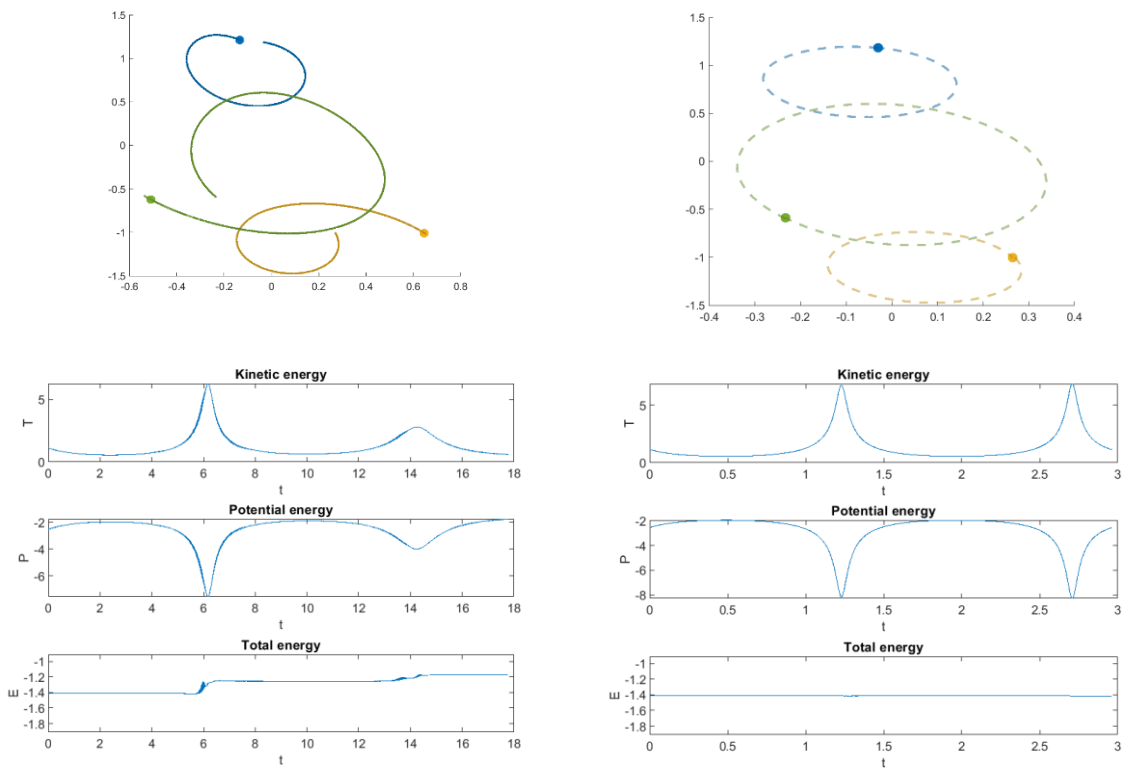 1.5
1
0.5
0
-0.5
-1
-1.5
-0.6 -0.4 -0.2 0 0.2 0.4 0.6 0.8
1.5
1
0.5
0
-0.5
-1
-1.5
-0.4 -0.3 -0.2 -0.1 0 0.1 0.2 0.3 0.4
Kinetic energy
T
5
0
0 2 4 6 8 10 12 14 16 18
t
Potential energy
P
-2
-4
-6
0 2 4 6 8 10 12 14 16 18
t
Total energy
E
-1
-1.2
-1.4
-1.6
-1.8
0 2 4 6 8 10 12 14 16 18
t
Kinetic energy
T
5
0
0 0.5 1 1.5 2 2.5 3
t
Potential energy
P
-2
-4
-6
-8
0 0.5 1 1.5 2 2.5 3
t
Total energy
E
-1
-1.2
-1.4
-1.6
-1.8
0 0.5 1 1.5 2 2.5 3
t